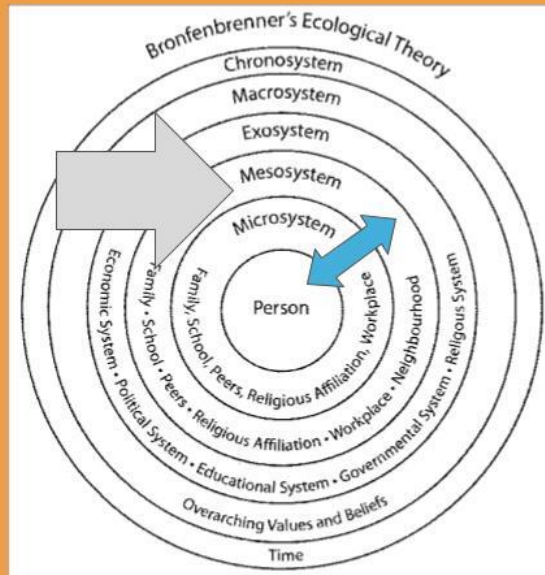 Bronfenbrenner's Ecological Theory
Chronosystem
Macrosystem
Exosystem
Mesosystem
Microsystem
Person
Family, School, Peers, Religious Affiliation, Workplace
Family • School • Peers • Religious Affiliation • Workplace • Neighbourhood
Economic System • Political System • Educational System • Governmental System • Religous System
Overarching Values and Beliefs
Time